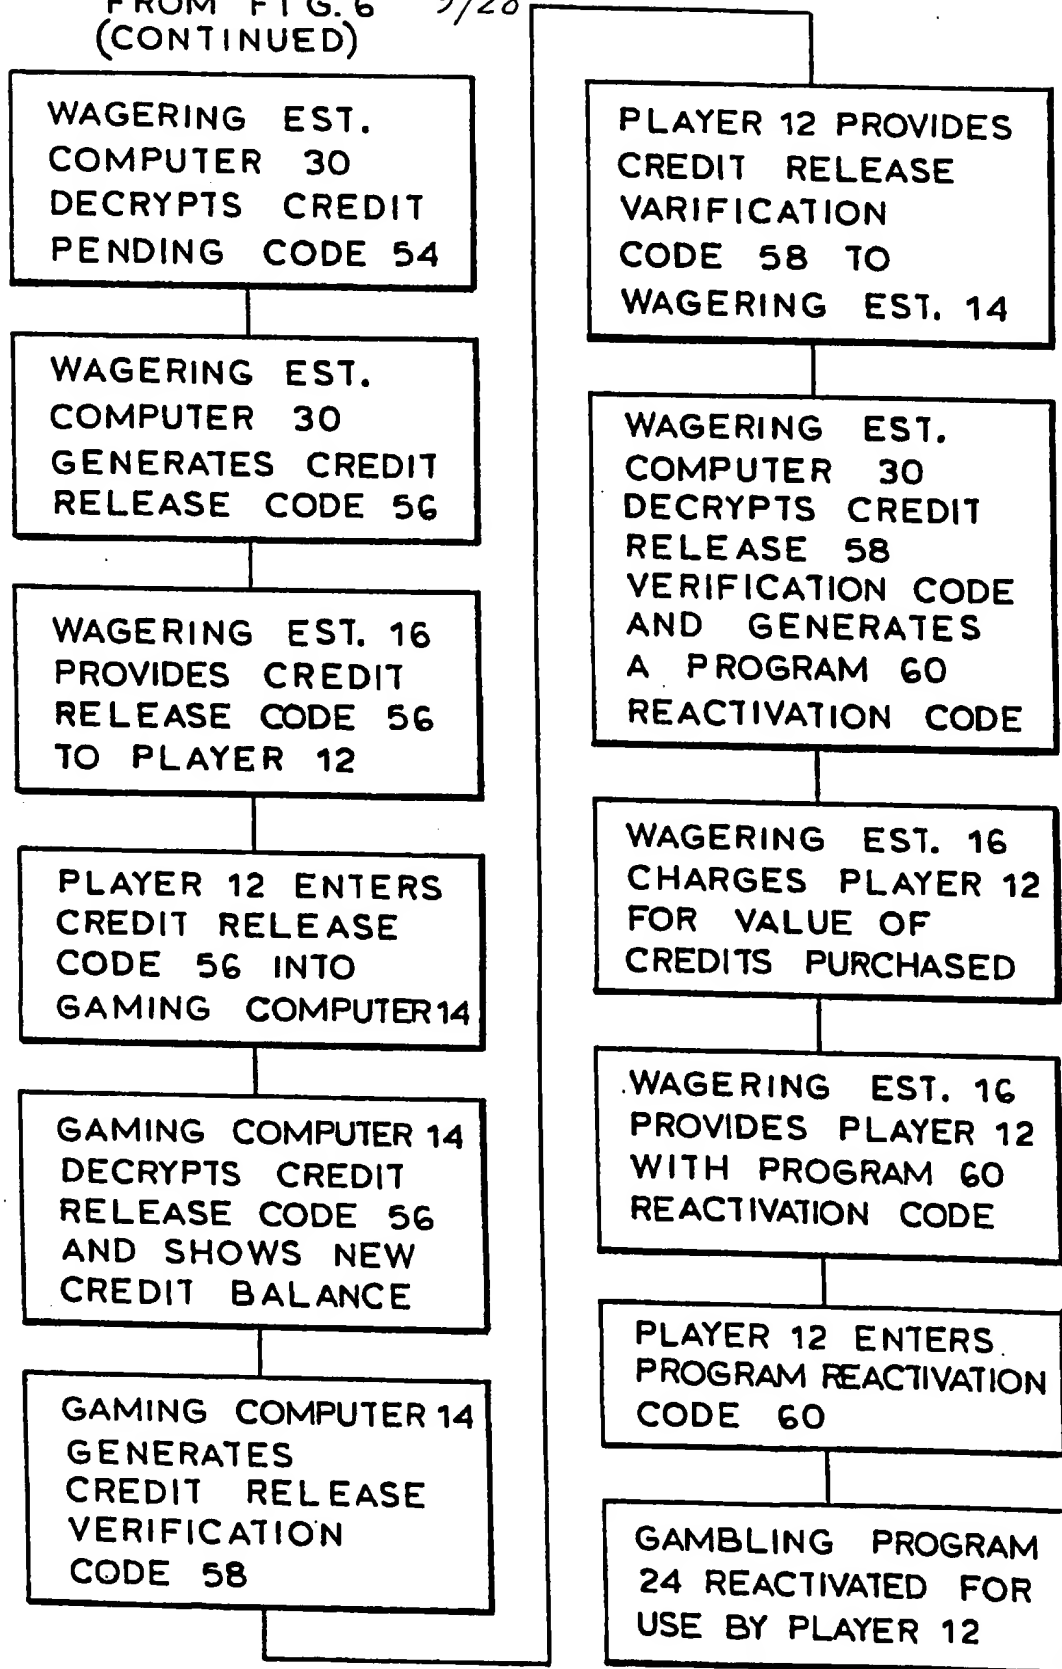 FROM FIG. 6
(CONTINUED)
9/20
WAGERING EST.
COMPUTER 30
DECRYPTS CREDIT
PENDING CODE 54
WAGERING EST.
COMPUTER 30
GENERATES CREDIT
RELEASE CODE 56
WAGERING EST. 16
PROVIDES CREDIT
RELEASE CODE 56
TO PLAYER 12
PLAYER 12 ENTERS
CREDIT RELEASE
CODE 56 INTO
GAMING COMPUTER 14
GAMING COMPUTER 14
DECRYPTS CREDIT
RELEASE CODE 56
AND SHOWS NEW
CREDIT BALANCE
GAMING COMPUTER 14
GENERATES
CREDIT RELEASE
VERIFICATION
CODE 58
PLAYER 12 PROVIDES
CREDIT RELEASE
VARIFICATION
CODE 58 TO
WAGERING EST. 14
WAGERING EST.
COMPUTER 30
DECRYPTS CREDIT
RELEASE 58
VERIFICATION CODE
AND GENERATES
A PROGRAM 60
REACTIVATION CODE
WAGERING EST. 16
CHARGES PLAYER 12
FOR VALUE OF
CREDITS PURCHASED
WAGERING EST. 16
PROVIDES PLAYER 12
WITH PROGRAM 60
REACTIVATION CODE
PLAYER 12 ENTERS
PROGRAM REACTIVATION
CODE 60
GAMBLING PROGRAM
24 REACTIVATED FOR
USE BY PLAYER 12